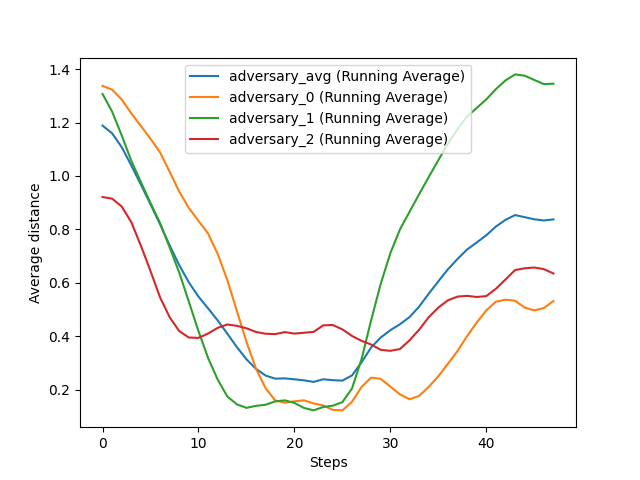 adversary_avg (Running Average)
adversary_0 (Running Average)
adversary_1 (Running Average)
adversary_2 (Running Average)
Average distance
1.4
1.2
1.0
0.8
0.6
0.4
0.2
0 10 20 30 40
Steps